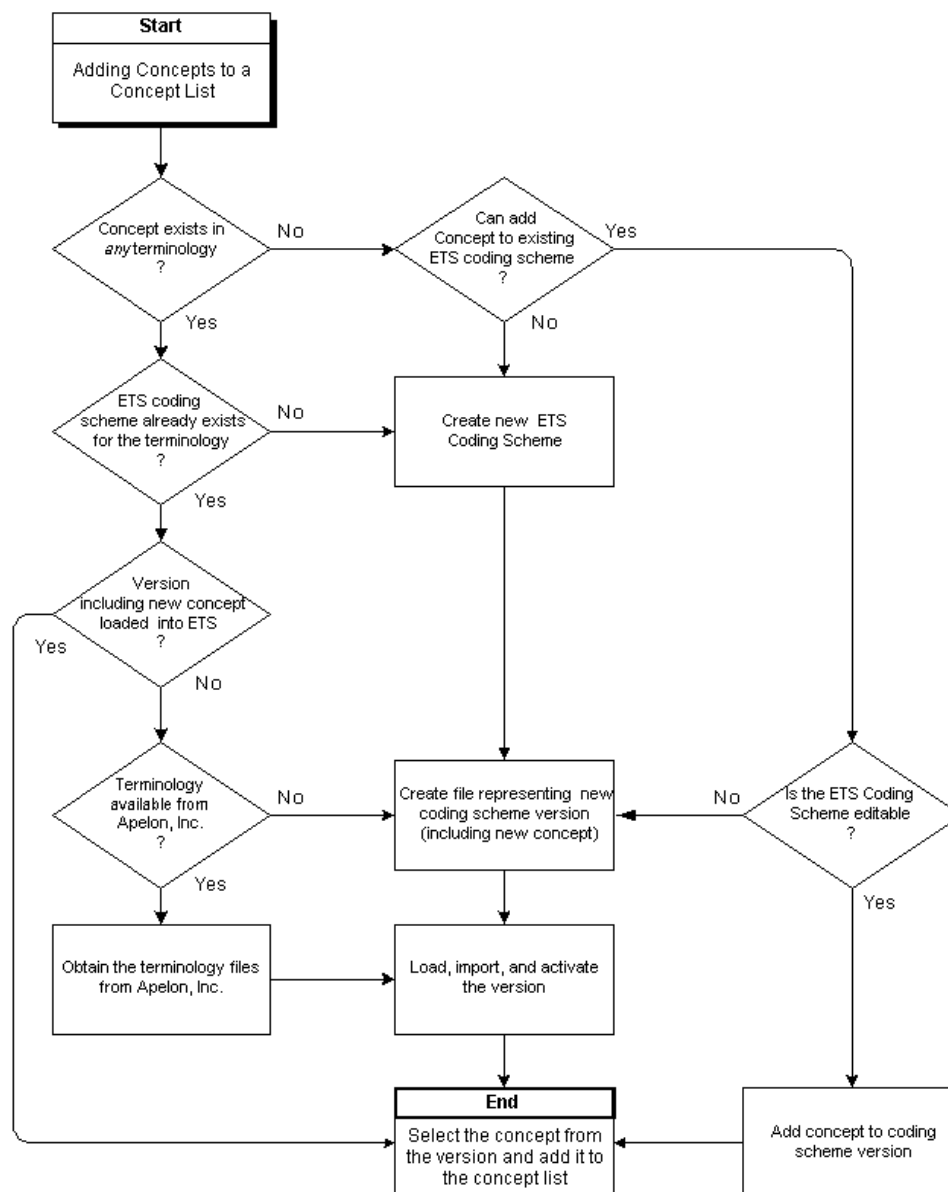 Start
Adding Concepts to a
Concept List
Concept exists in
any terminology
?
No
Yes
Can add
Concept to existing
ETS coding scheme
?
Yes
No
ETS coding
scheme already exists
for the terminology
?
No
Yes
Create new ETS
Coding Scheme
Version
including new concept
loaded into ETS
?
Yes
No
Terminology
available from
Apelon, Inc.
?
No
Yes
Create file representing new
coding scheme version
(including new concept)
No
Is the ETS Coding
Scheme editable
?
Yes
Obtain the terminology files
from Apelon, Inc.
Load, import, and activate
the version
End
Select the concept from
the version and add it to
the concept list
Add concept to coding
scheme version